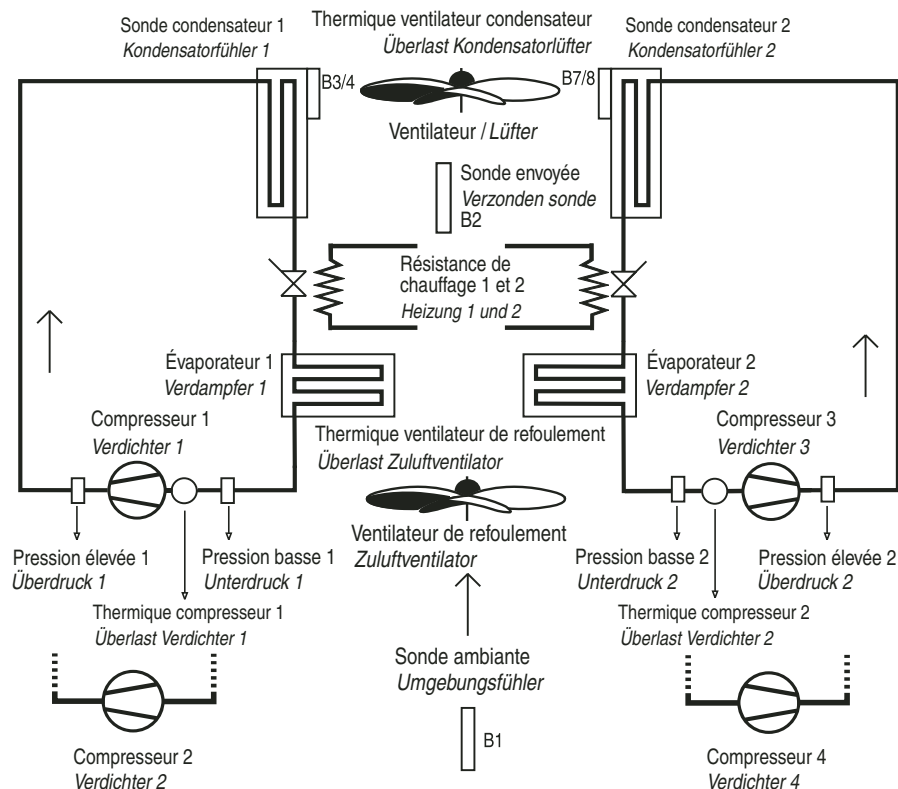 Sonde condensateur 1
Kondensatorfühler 1
Thermique ventilateur condensateur
Überlast Kondensatorlüfter
Sonde condensateur 2
Kondensatorfühler 2
B3/4
B7/8
Ventilateur / Lüfter
Sonde envoyée
Verzonden sonde
B2
Résistance de
chauffage 1 et 2
Heizung 1 und 2
Évaporateur 1
Verdampfer 1
Évaporateur 2
Verdampfer 2
Compresseur 1
Verdichter 1
Thermique ventilateur de refoulement
Überlast Zuluftventilator
Compresseur 3
Verdichter 3
Ventilateur de refoulement
Zuluftventilator
Pression élevée 1
Überdruck 1
Pression basse 1
Unterdruck 1
Pression basse 2
Unterdruck 2
Pression élevée 2
Überdruck 2
Thermique compresseur 1
Überlast Verdichter 1
Thermique compresseur 2
Überlast Verdichter 2
Sonde ambiante
Umgebungsfühler
B1
Compresseur 2
Verdichter 2
Compresseur 4
Verdichter 4